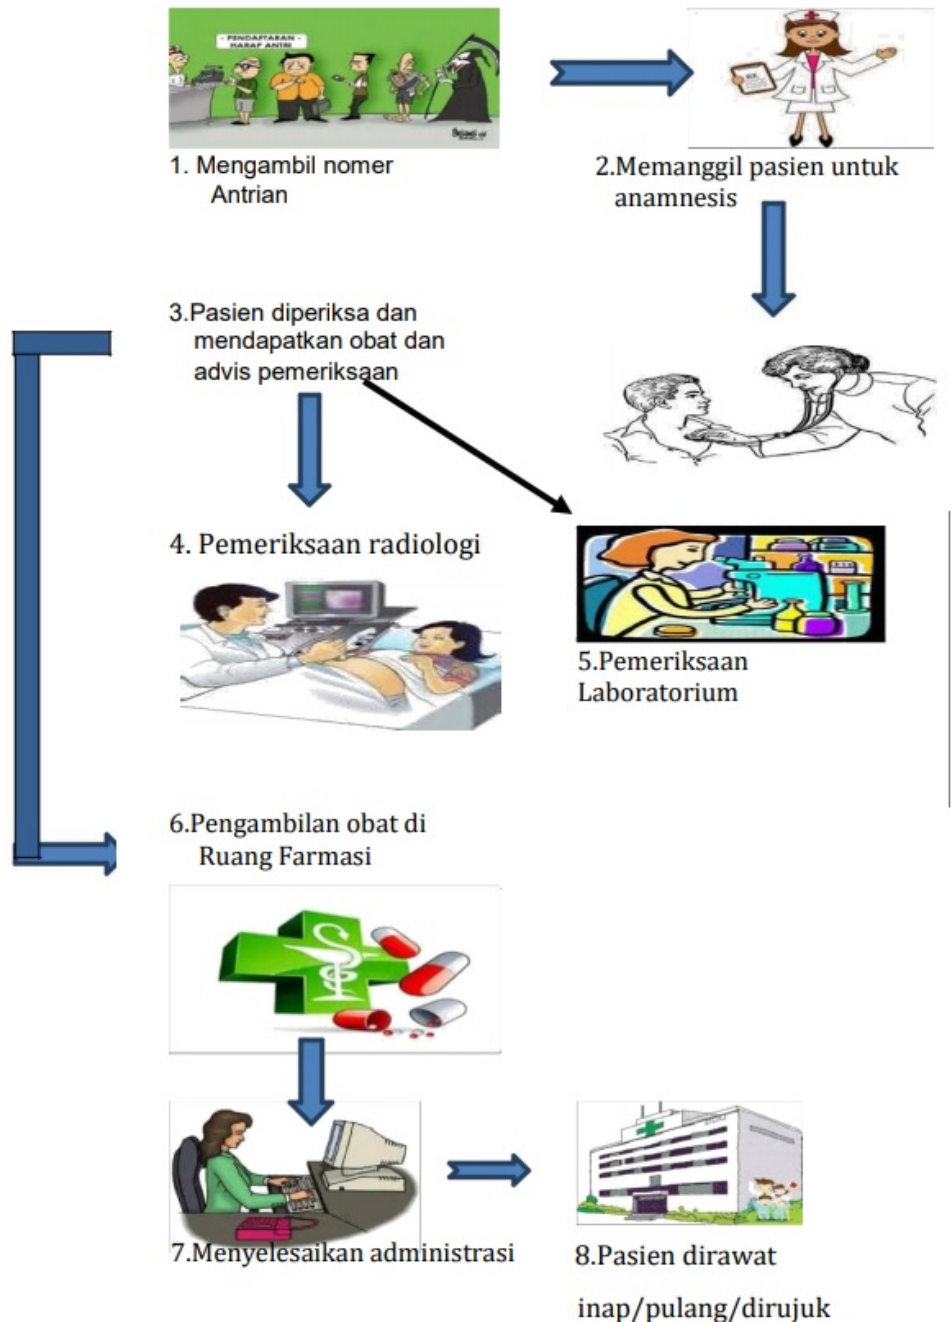 - PENDAFTARAN -
HARAP ANTRI
1. Mengambil nomer
Antrian
2.Memanggil pasien untuk
anamnesis
3.Pasien diperiksa dan
mendapatkan obat dan
advis pemeriksaan
4. Pemeriksaan radiologi
5.Pemeriksaan
Laboratorium
6.Pengambilan obat di
Ruang Farmasi
7.Menyelesaikan administrasi
8.Pasien dirawat
inap/pulang/dirujuk